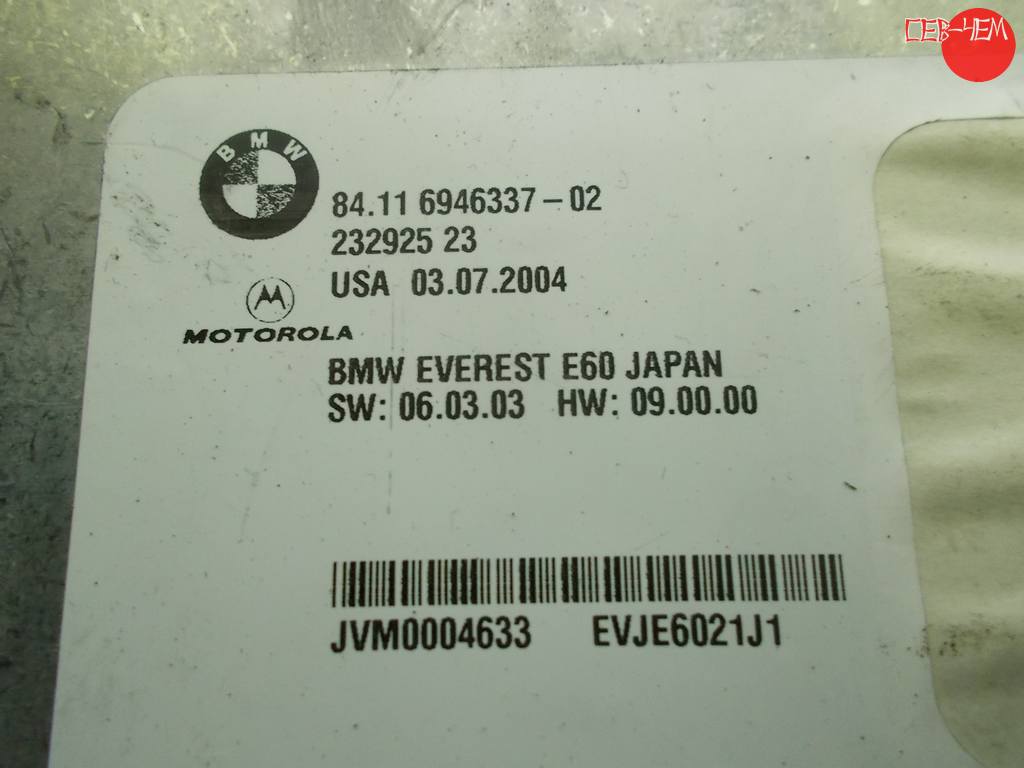 СЕВ-ЧЕМ
BMW
84.11 6946337-02
232925 23
USA 03.07.2004
MOTOROLA
BMW EVEREST E60 JAPAN
SW: 06.03.03 HW: 09.00.00
JVM0004633 EVJE6021J1